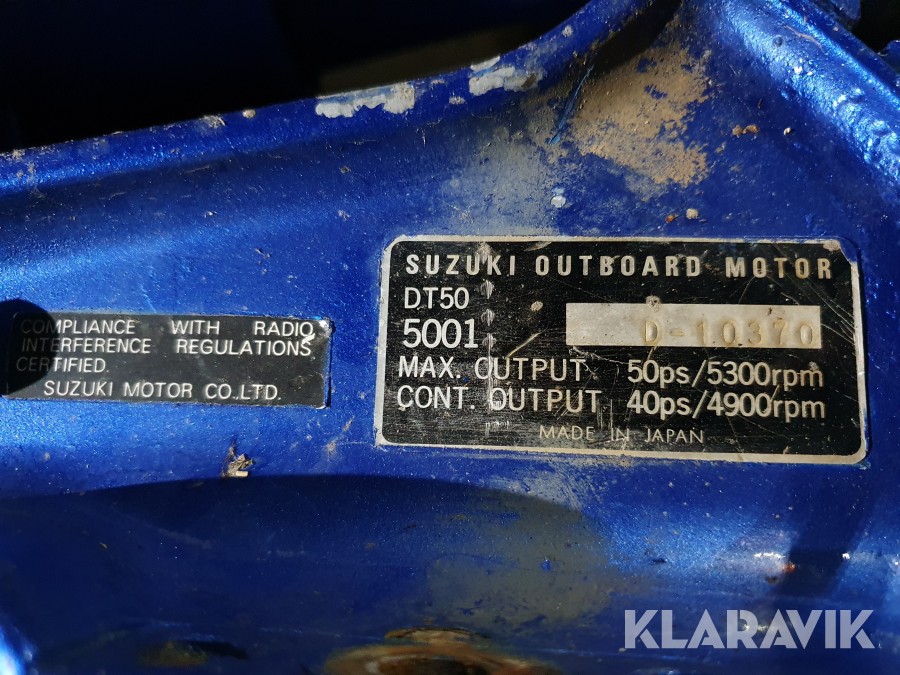 COMPLIANCE WITH RADIO
INTERFERENCE REGULATIONS
CERTIFIED.
SUZUKI MOTOR CO.LTD.
SUZUKI OUTBOARD MOTOR
DT50
5001 D-10370
MAX. OUTPUT 50ps/5300rpm
CONT. OUTPUT 40ps/4900rpm
MADE IN JAPAN
KLARAVIK